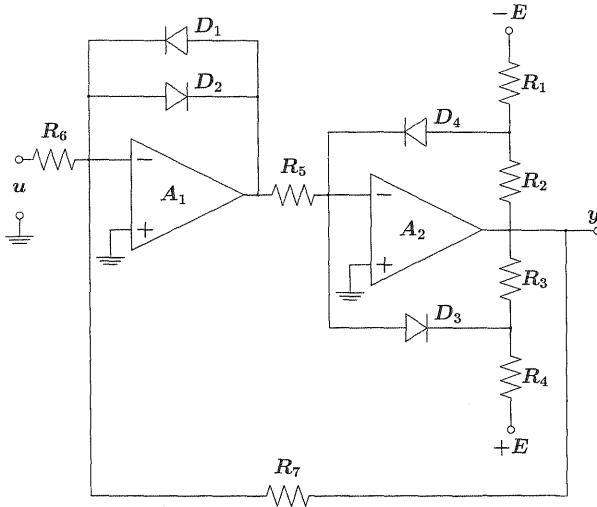 −E
D₁
D₂
R₁
D₄
R₆
R₅
R₂
u
−
A₁
+
−
A₂
+
y
R₃
D₃
R₄
+E
R₇